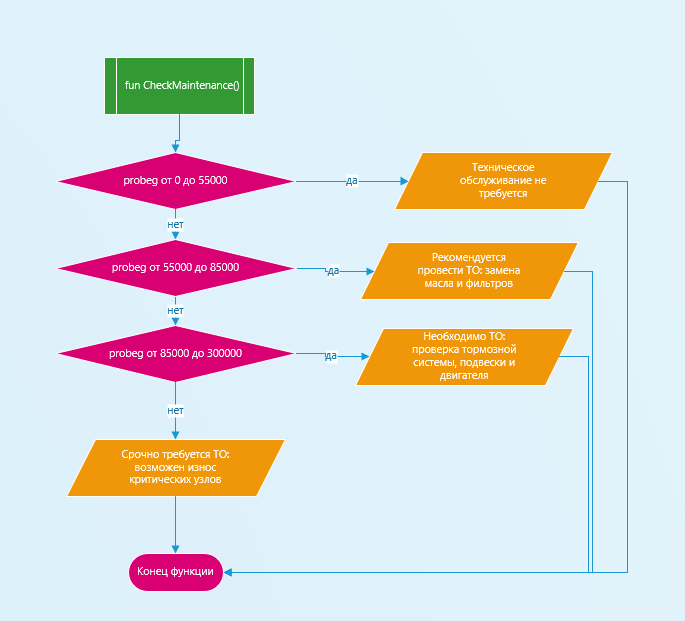 fun CheckMaintenance()
probeg от 0 до 55000
да
Техническое
обслуживание не
требуется
нет
probeg от 55000 до 85000
да
Рекомендуется
провести ТО: замена
масла и фильтров
нет
probeg от 85000 до 300000
да
Необходимо ТО:
проверка тормозной
системы, подвески и
двигателя
нет
Срочно требуется ТО:
возможен износ
критических узлов
Конец функции